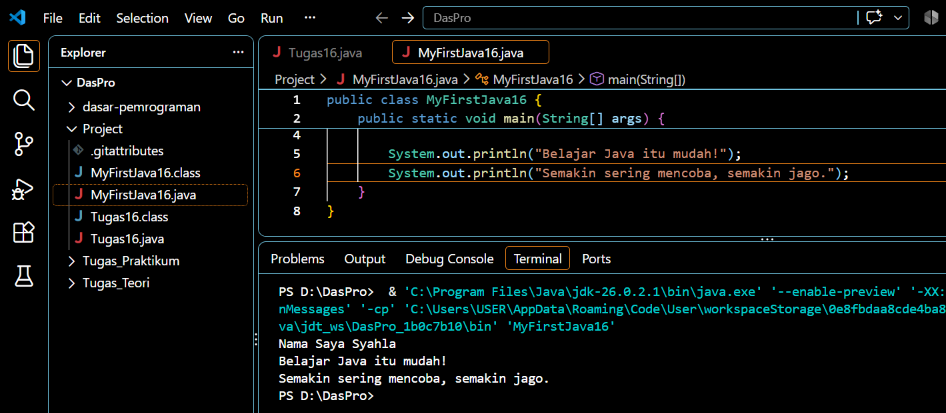 File Edit Selection View Go Run ···
DasPro
Explorer ···
DasPro
dasar-pemrograman
Project
.gitattributes
MyFirstJava16.class
MyFirstJava16.java
Tugas16.class
Tugas16.java
Tugas_Praktikum
Tugas_Teori
Tugas16.java MyFirstJava16.java
Project > MyFirstJava16.java > MyFirstJava16 > main(String[])
1 public class MyFirstJava16 {
2 public static void main(String[] args) {
4
5 System.out.println("Belajar Java itu mudah!");
6 System.out.println("Semakin sering mencoba, semakin jago.");
7 }
8 }
Problems Output Debug Console Terminal Ports
PS D:\DasPro> & 'C:\Program Files\Java\jdk-26.0.2.1\bin\java.exe' '--enable-preview' '-XX:
nMessages' '-cp' 'C:\Users\USER\AppData\Roaming\Code\User\workspaceStorage\0e8fbdaa8cde4ba8
va\jdt_ws\DasPro_1b0c7b10\bin' 'MyFirstJava16'
Nama Saya Syahla
Belajar Java itu mudah!
Semakin sering mencoba, semakin jago.
PS D:\DasPro>